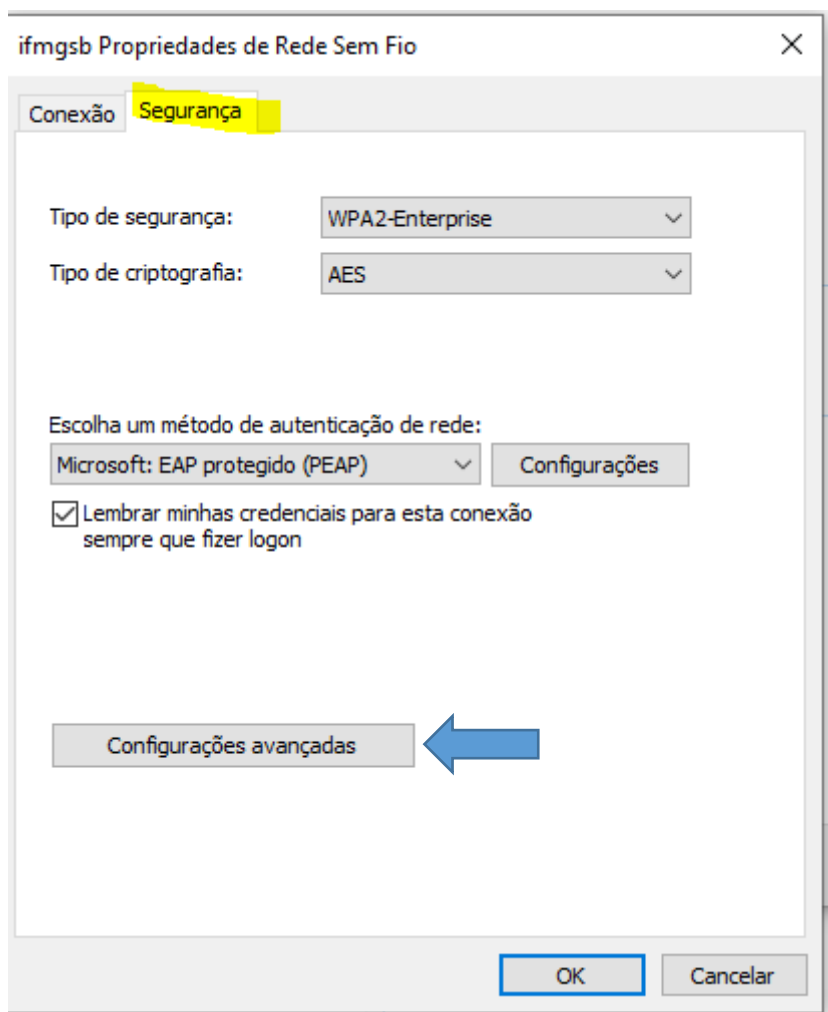 ifmgsb Propriedades de Rede Sem Fio
Conexão Segurança
Tipo de segurança: WPA2-Enterprise
Tipo de criptografia: AES
Escolha um método de autenticação de rede:
Microsoft: EAP protegido (PEAP) Configurações
Lembrar minhas credenciais para esta conexão
sempre que fizer logon
Configurações avançadas
OK Cancelar